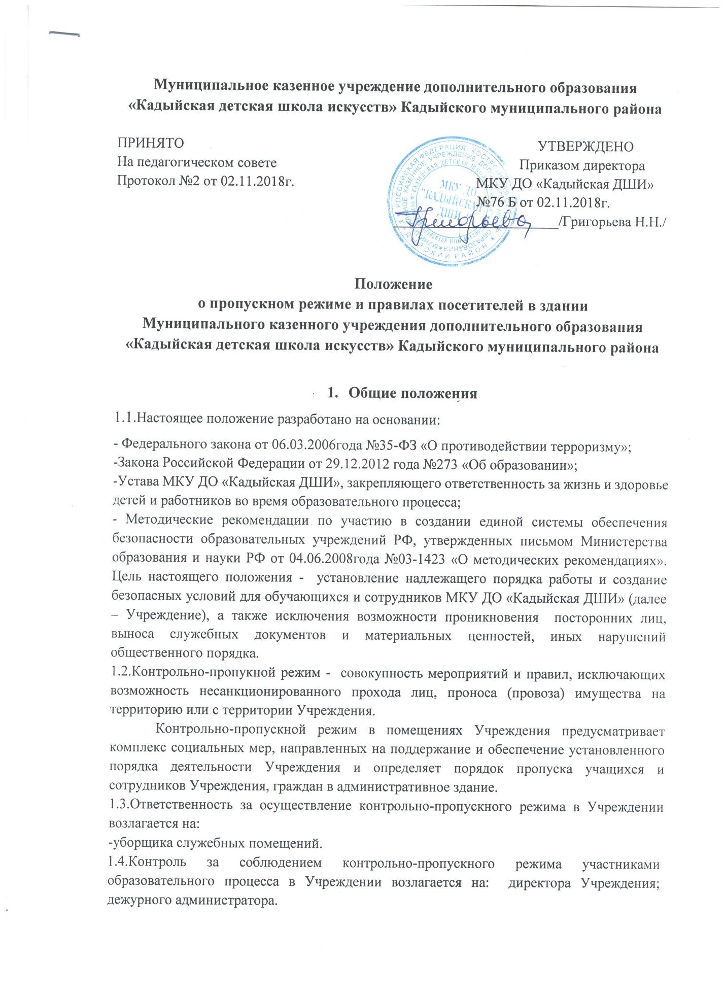 Муниципальное казенное учреждение дополнительного образования
«Кадыйская детская школа искусств» Кадыйского муниципального района
ПРИНЯТО
На педагогическом совете
Протокол №2 от 02.11.2018г.
УТВЕРЖДЕНО
Приказом директора
МКУ ДО «Кадыйская ДШИ»
№76 Б от 02.11.2018г.
/Григорьева Н.Н./
МКУ ДО
"КАДЫЙСКАЯ
ДШИ"
РОССИЙСКАЯ ФЕДЕРАЦИЯ
КАДЫЙСКИЙ РАЙОН
Положение
о пропускном режиме и правилах посетителей в здании
Муниципального казенного учреждения дополнительного образования
«Кадыйская детская школа искусств» Кадыйского муниципального района
1. Общие положения
1.1.Настоящее положение разработано на основании:
- Федерального закона от 06.03.2006года №35-ФЗ «О противодействии терроризму»;
-Закона Российской Федерации от 29.12.2012 года №273 «Об образовании»;
-Устава МКУ ДО «Кадыйская ДШИ», закрепляющего ответственность за жизнь и здоровье
детей и работников во время образовательного процесса;
- Методические рекомендации по участию в создании единой системы обеспечения
безопасности образовательных учреждений РФ, утвержденных письмом Министерства
образования и науки РФ от 04.06.2008года №03-1423 «О методических рекомендациях».
Цель настоящего положения - установление надлежащего порядка работы и создание
безопасных условий для обучающихся и сотрудников МКУ ДО «Кадыйская ДШИ» (далее
– Учреждение), а также исключения возможности проникновения посторонних лиц,
выноса служебных документов и материальных ценностей, иных нарушений
общественного порядка.
1.2.Контрольно-пропукной режим - совокупность мероприятий и правил, исключающих
возможность несанкционированного прохода лиц, проноса (провоза) имущества на
территорию или с территории Учреждения.
Контрольно-пропускной режим в помещениях Учреждения предусматривает
комплекс социальных мер, направленных на поддержание и обеспечение установленного
порядка деятельности Учреждения и определяет порядок пропуска учащихся и
сотрудников Учреждения, граждан в административное здание.
1.3.Ответственность за осуществление контрольно-пропускного режима в Учреждении
возлагается на:
-уборщика служебных помещений.
1.4.Контроль за соблюдением контрольно-пропускного режима участниками
образовательного процесса в Учреждении возлагается на: директора Учреждения;
дежурного администратора.